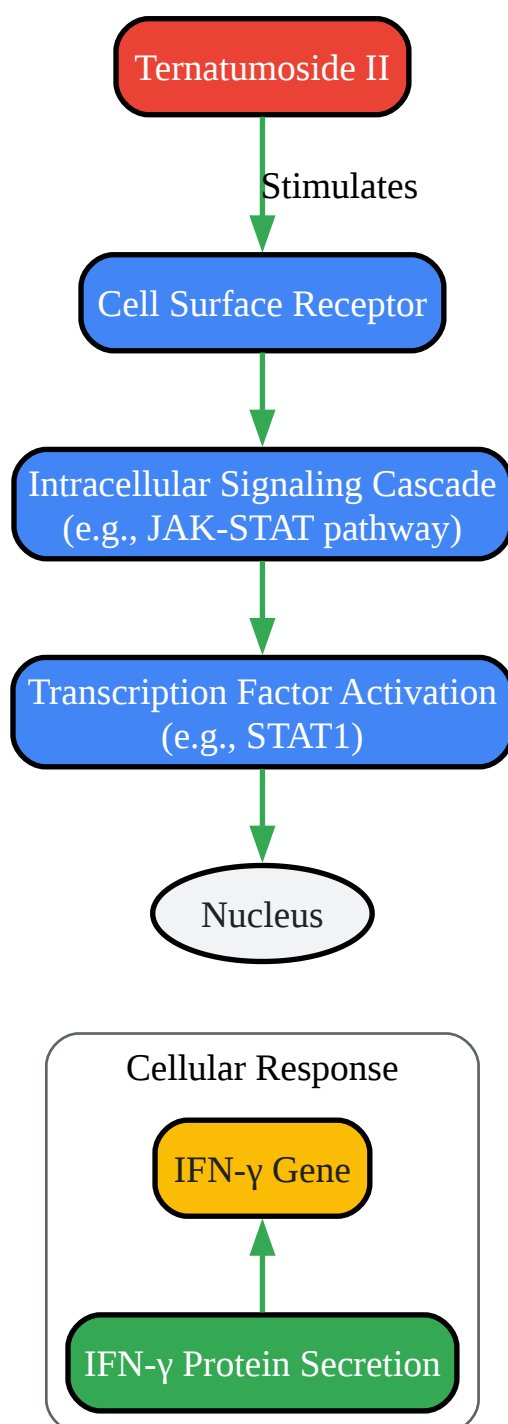 Ternatumoside II
Stimulates
Cell Surface Receptor
Intracellular Signaling Cascade
(e.g., JAK-STAT pathway)
Transcription Factor Activation
(e.g., STAT1)
Nucleus
Cellular Response
IFN-γ Gene
IFN-γ Protein Secretion